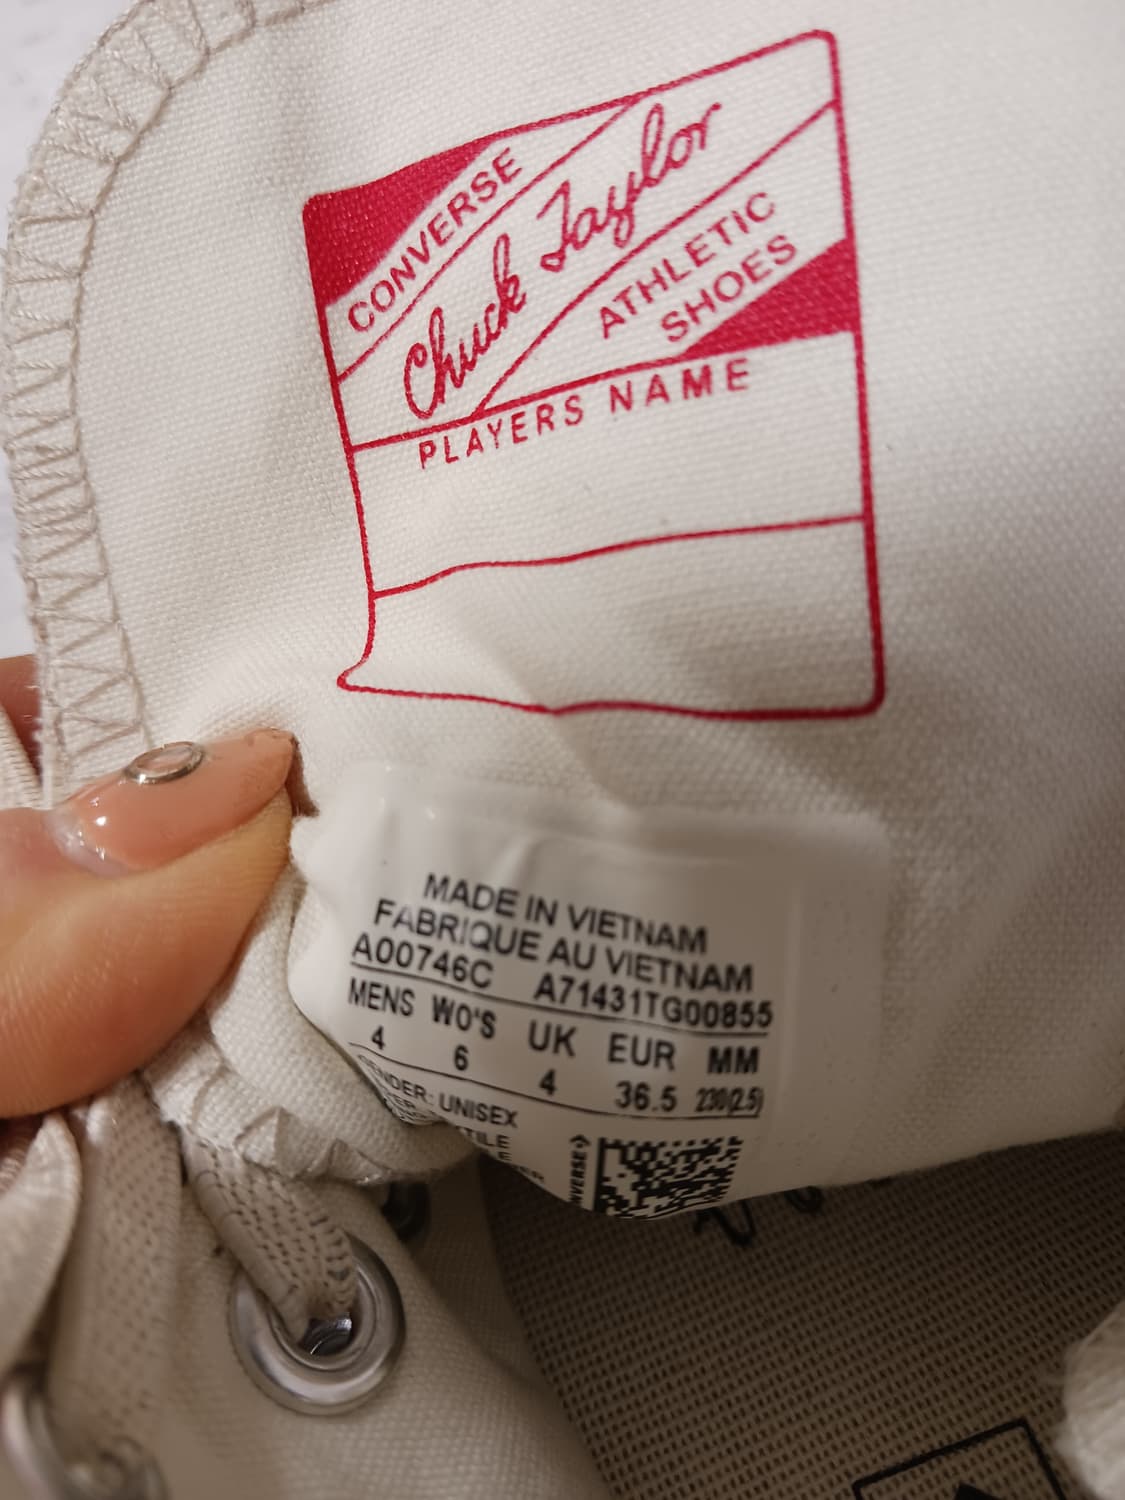 CONVERSE
Chuck Taylor
ATHLETIC
SHOES
PLAYERS NAME
MADE IN VIETNAM
FABRIQUE AU VIETNAM
A00746C A71431TG00855
MENS WO'S UK EUR MM
4 6 4 36.5 230(2.5)
GENDER: UNISEX